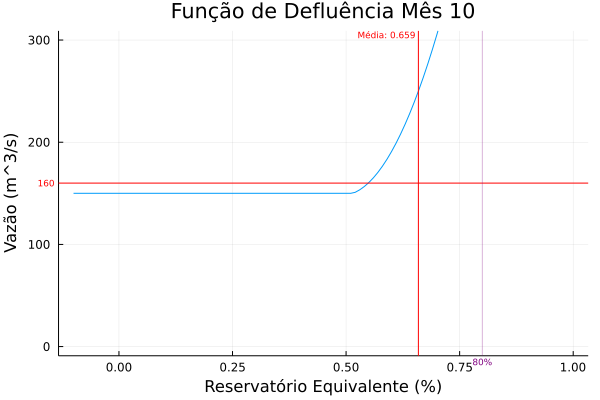 Função de Defluência Mês 10
Média: 0.659
300
200
160
100
0
Vazão (m^3/s)
0.00
0.25
0.50
0.75
80%
1.00
Reservatório Equivalente (%)